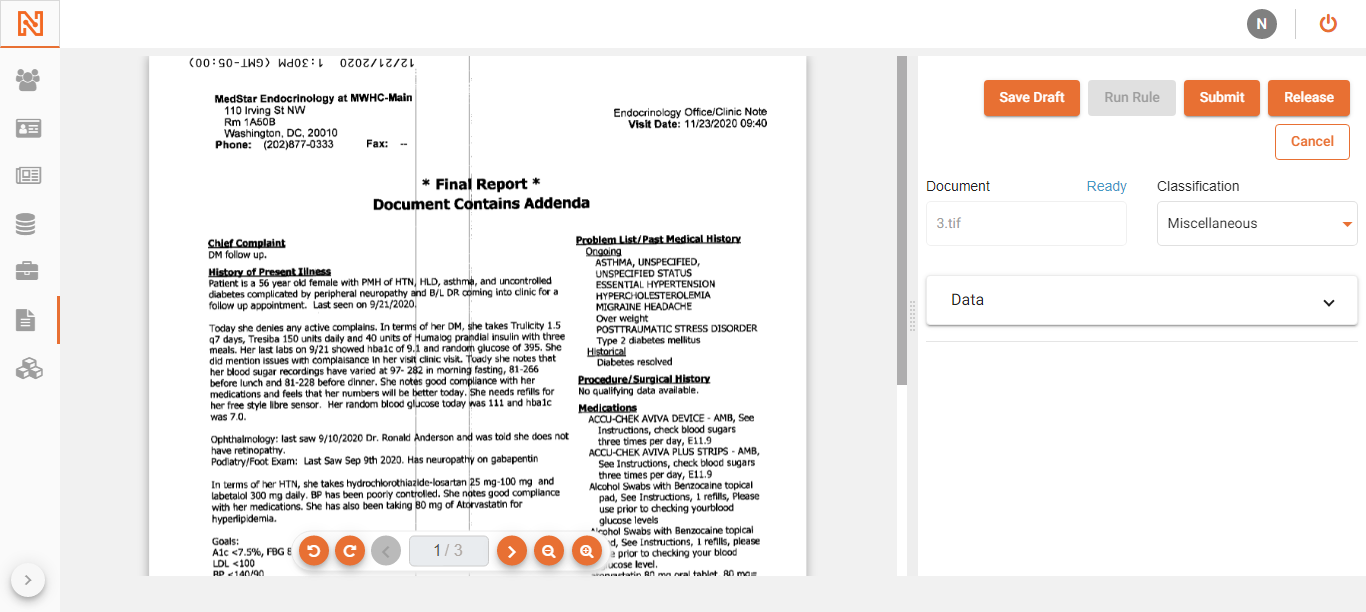 N
N
12/21/2020 1:30PM (GMT-05:00)
MedStar Endocrinology at MWHC-Main
110 Irving St NW
Rm 1A50B
Washington, DC, 20010
Phone: (202)877-0333 Fax: --
Endocrinology Office/Clinic Note
Visit Date: 11/23/2020 09:40
* Final Report *
Document Contains Addenda
Chief Complaint
DM follow up.
History of Present Illness
Patient is a 56 year old female with PMH of HTN, HLD, asthma, and uncontrolled
diabetes complicated by peripheral neuropathy and B/L DR coming into clinic for a
follow up appointment. Last seen on 9/21/2020.
Today she denies any active complains. In terms of her DM, she takes Trulicity 1.5
q7 days, Tresiba 150 units daily and 40 units of Humalog prandial insulin with three
meals. Her last labs on 9/21 showed hba1c of 9.1 and random glucose of 395. She
did mention issues with complaisance in her visit clinic visit. Toady she notes that
her blood sugar recordings have varied at 97- 282 in morning fasting, 81-266
before lunch and 81-228 before dinner. She notes good compliance with her
medications and feels that her numbers will be better today. She needs refills for
her free style libre sensor. Her random blood glucose today was 111 and hba1c
was 7.0.
Ophthalmology: last saw 9/10/2020 Dr. Ronald Anderson and was told she does not
have retinopathy.
Podiatry/Foot Exam: Last Saw Sep 9th 2020. Has neuropathy on gabapentin
In terms of her HTN, she takes hydrochlorothiazide-losartan 25 mg-100 mg and
labetalol 300 mg daily. BP has been poorly controlled. She notes good compliance
with her medications. She has also been taking 80 mg of Atorvastatin for
hyperlipidemia.
Goals:
A1c <7.5%, FBG
LDL <100
BP <140/90
Problem List/Past Medical History
Ongoing
ASTHMA, UNSPECIFIED,
UNSPECIFIED STATUS
ESSENTIAL HYPERTENSION
HYPERCHOLESTEROLEMIA
MIGRAINE HEADACHE
Over weight
POSTTRAUMATIC STRESS DISORDER
Type 2 diabetes mellitus
Historical
Diabetes resolved
Procedure/Surgical History
No qualifying data available.
Medications
ACCU-CHEK AVIVA DEVICE - AMB, See
Instructions, check blood sugars
three times per day, E11.9
ACCU-CHEK AVIVA PLUS STRIPS - AMB,
See Instructions, check blood sugars
three times per day, E11.9
Alcohol Swabs with Benzocaine topical
pad, See Instructions, 1 refills, Please
use prior to checking yourblood
glucose levels
Alcohol Swabs with Benzocaine topical
See Instructions, 1 refills, please
prior to checking your blood
glucose level.
Atorvastatin 80 mg oral tablet, 80 mg=
1 / 3
Save Draft
Run Rule
Submit
Release
Cancel
Document Ready
3.tif
Classification
Miscellaneous
Data